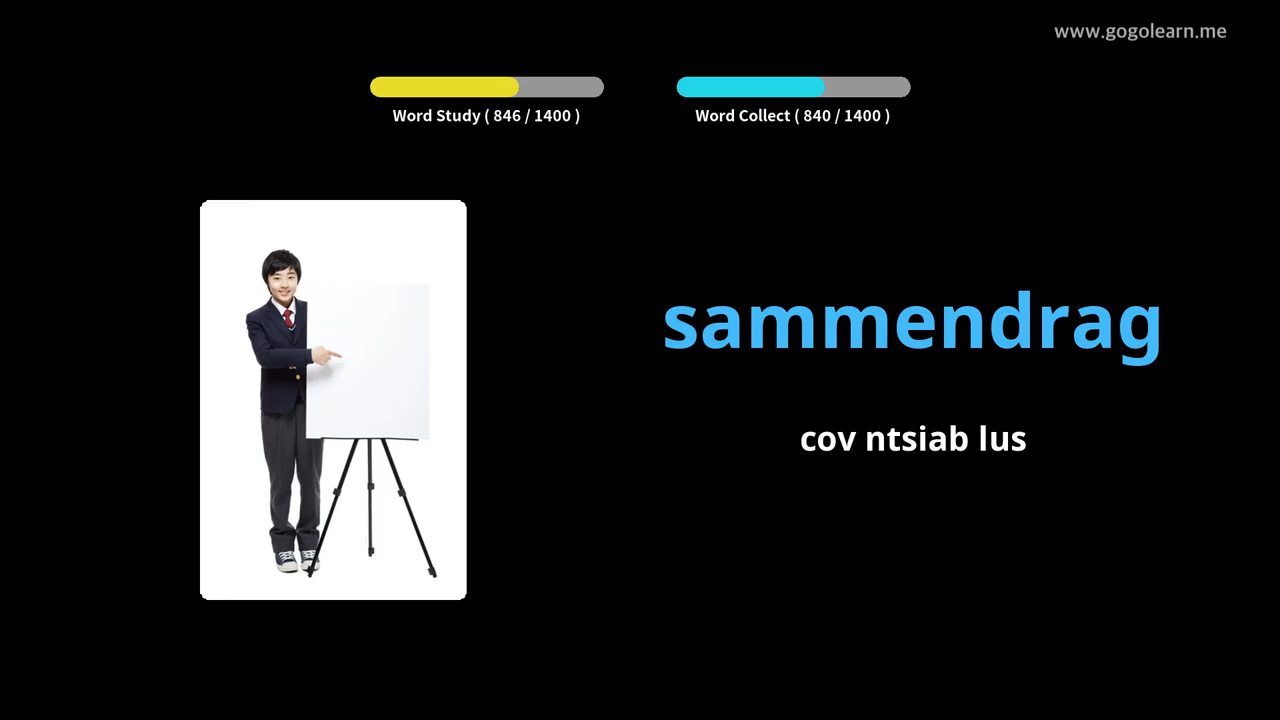 www.gogolearn.me
Word Study ( 846 / 1400 )
Word Collect ( 840 / 1400 )
sammendrag
cov ntsiab lus